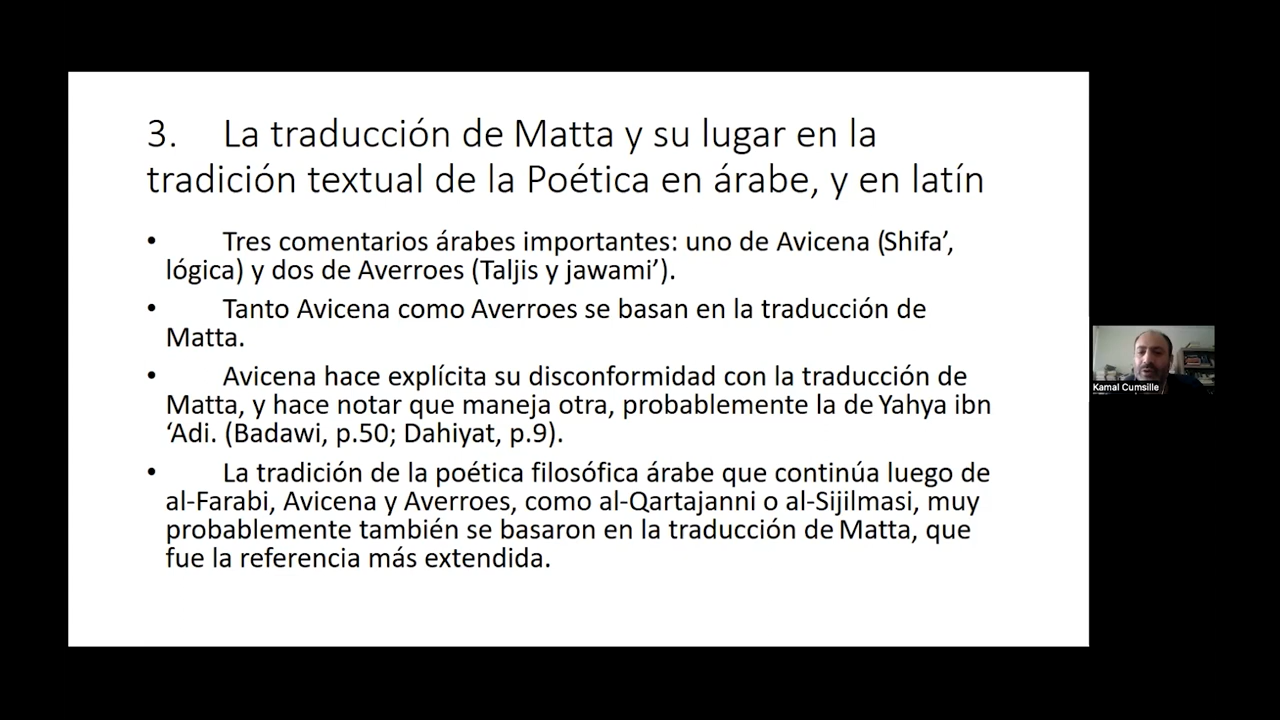 3. La traducción de Matta y su lugar en la
tradición textual de la Poética en árabe, y en latín
• Tres comentarios árabes importantes: uno de Avicena (Shifa’,
lógica) y dos de Averroes (Taljis y jawami’).
• Tanto Avicena como Averroes se basan en la traducción de
Matta.
• Avicena hace explícita su disconformidad con la traducción de
Matta, y hace notar que maneja otra, probablemente la de Yahya ibn
‘Adi. (Badawi, p.50; Dahiyat, p.9).
• La tradición de la poética filosófica árabe que continúa luego de
al-Farabi, Avicena y Averroes, como al-Qartajanni o al-Sijilmasi, muy
probablemente también se basaron en la traducción de Matta, que
fue la referencia más extendida.
Kamal Cumsille